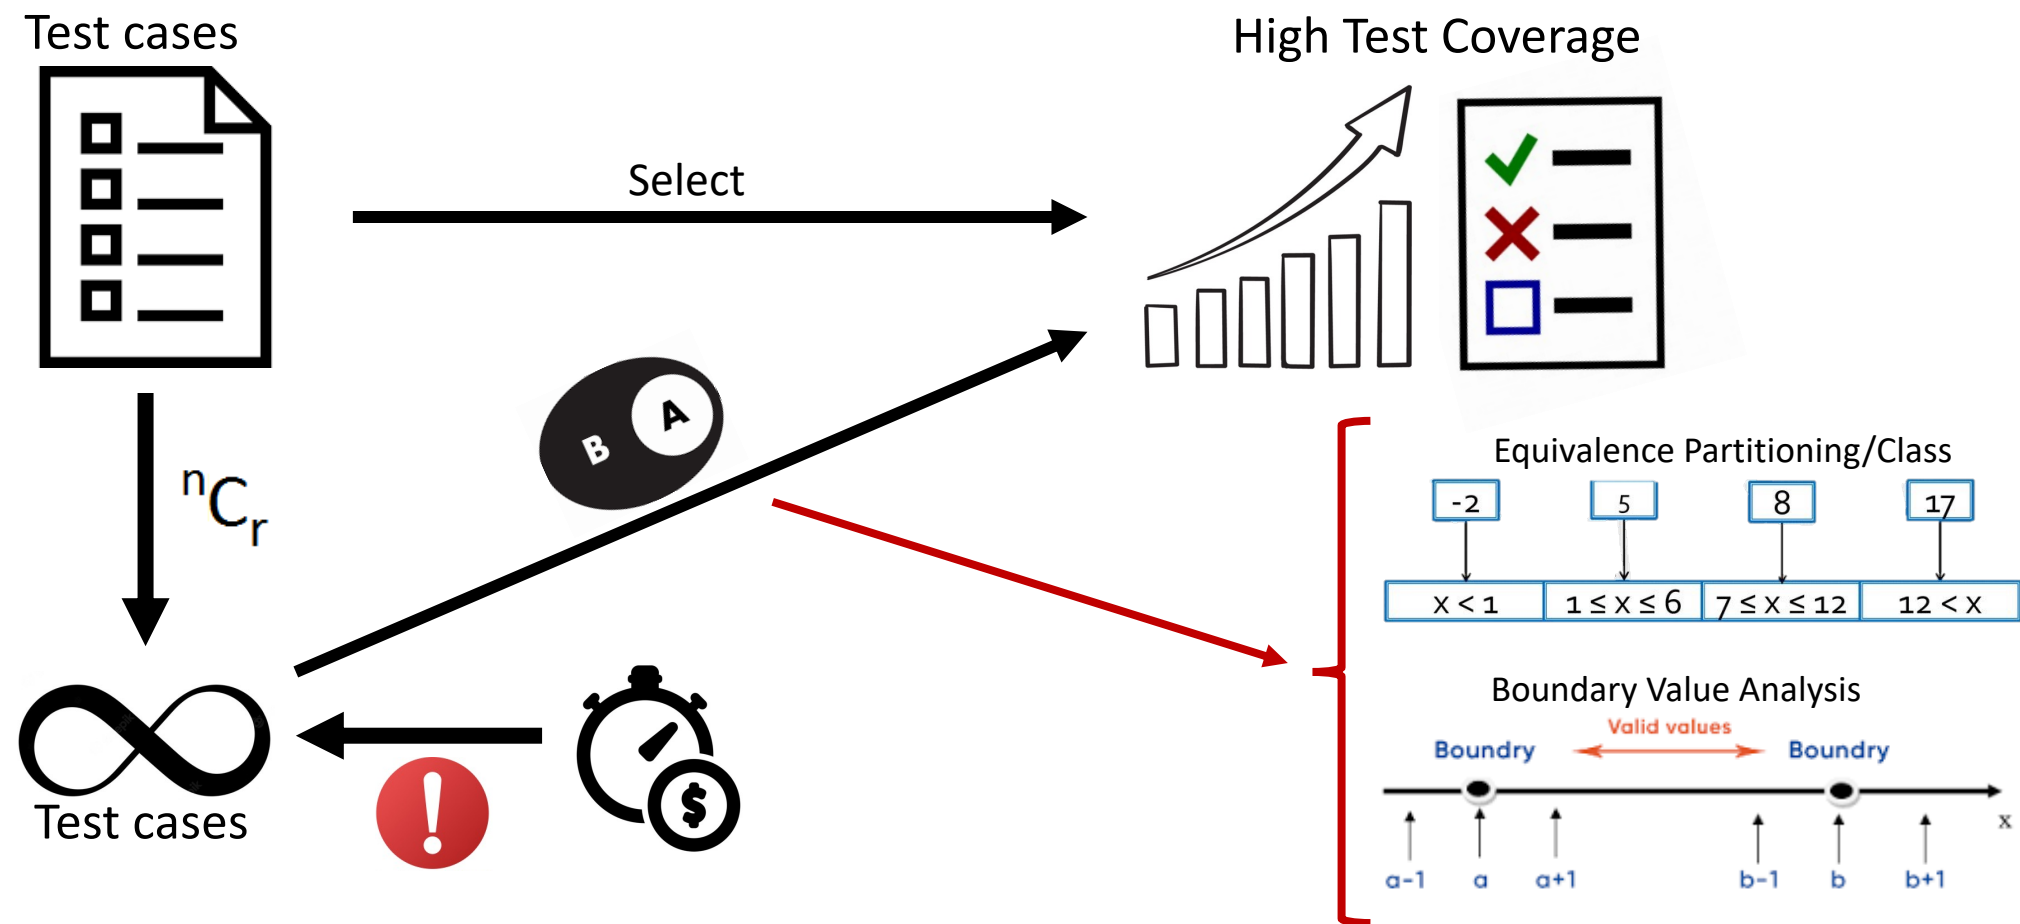 Test cases
High Test Coverage
Select
B A
ⁿCᵣ
Equivalence Partitioning/Class
-2 5 8 17
x < 1 1 ≤ x ≤ 6 7 ≤ x ≤ 12 12 < x
Boundary Value Analysis
Valid values
Boundry Boundry
x
a-1 a a+1 b-1 b b+1
$
Test cases